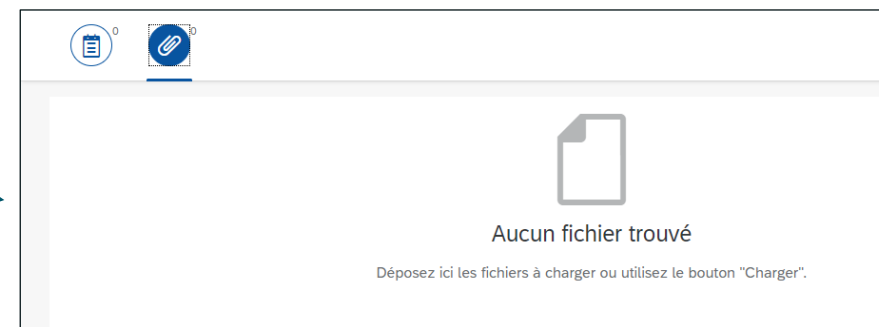 0 0
Aucun fichier trouvé
Déposez ici les fichiers à charger ou utilisez le bouton "Charger".